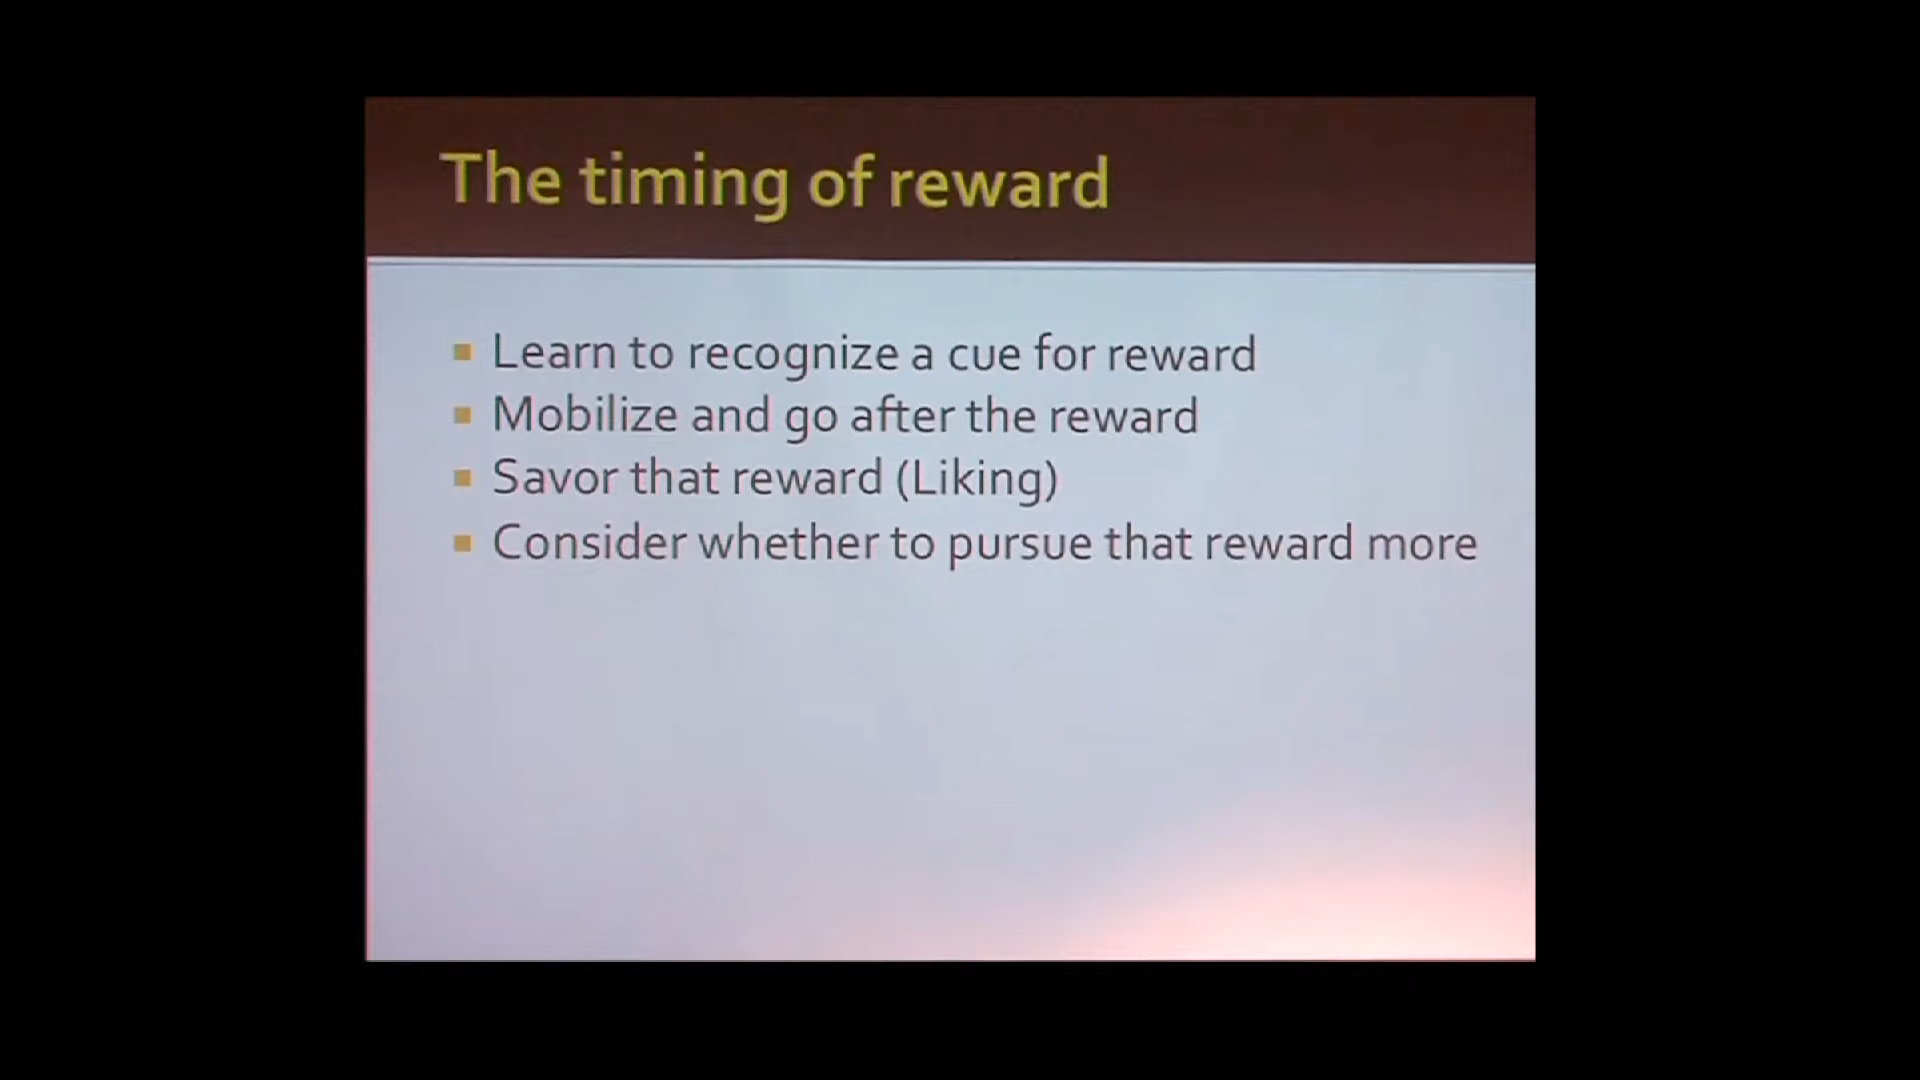 The timing of reward
Learn to recognize a cue for reward
Mobilize and go after the reward
Savor that reward (Liking)
Consider whether to pursue that reward more